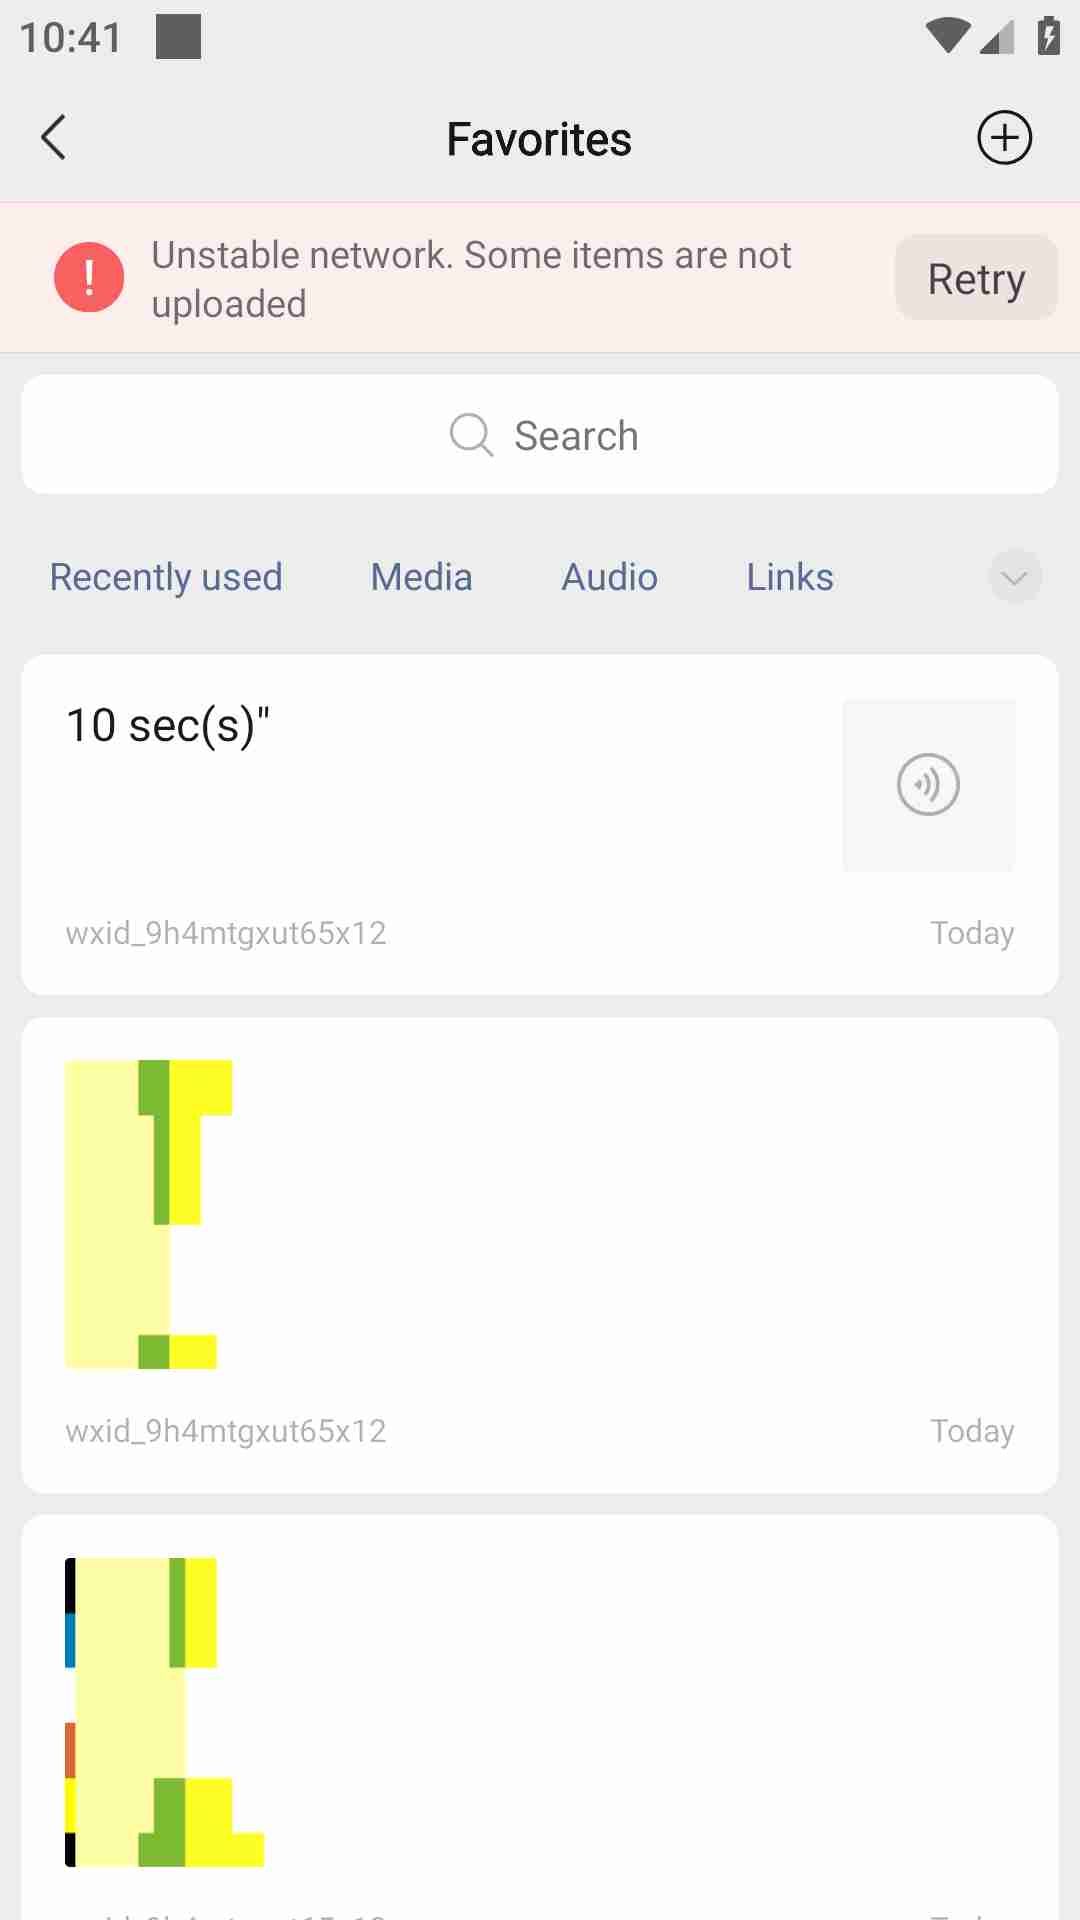 10:41
Favorites
Unstable network. Some items are not
uploaded
Retry
Search
Recently used Media Audio Links
10 sec(s)"
wxid_9h4mtgxut65x12 Today
wxid_9h4mtgxut65x12 Today